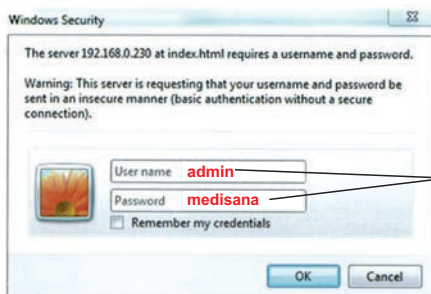 Windows Security
The server 192.168.0.230 at index.html requires a username and password.
Warning: This server is requesting that your username and password be
sent in an insecure manner (basic authentication without a secure
connection).
User name admin
Password medisana
Remember my credentials
OK Cancel